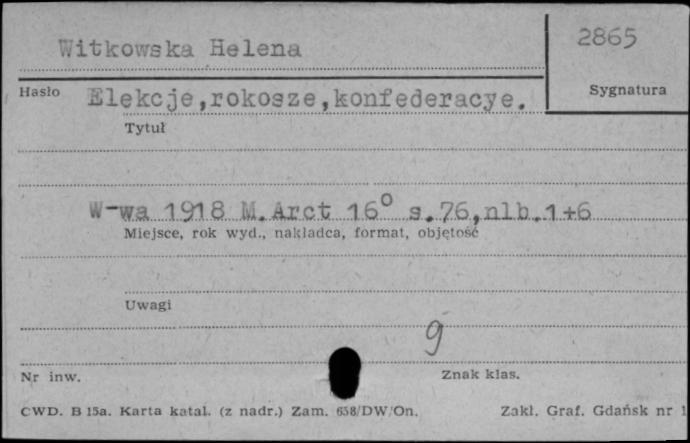 Witkowska Helena
2865
Hasło
Sygnatura
Elekcje,rokosze,konfederacye.
Tytuł
W-wa 1918 M.Arct 16° s.76,nlb.1+6
Miejsce, rok wyd., nakładca, format, objętość
Uwagi
9
Nr inw.
Znak klas.
CWD. B 15a. Karta katal. (z nadr.) Zam. 658/DW/On.
Zakł. Graf. Gdańsk nr 1